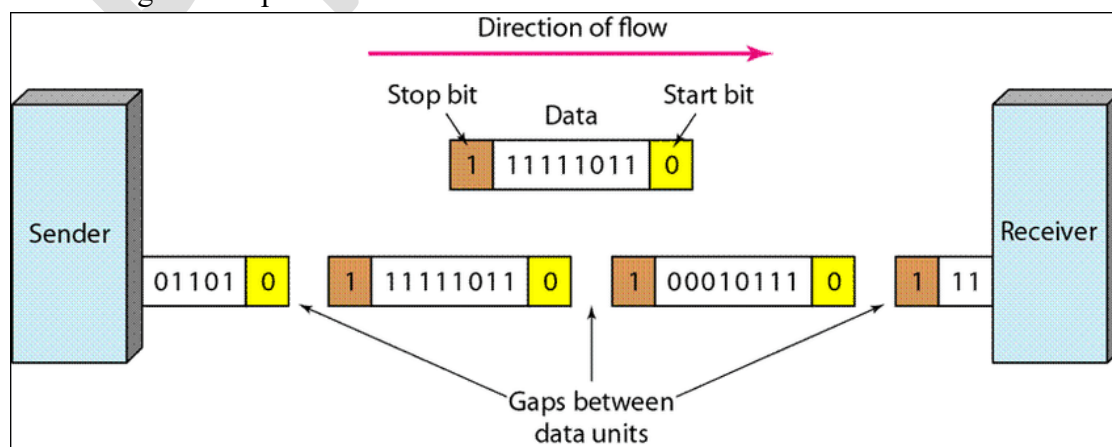 Direction of flow
Stop bit
Data
Start bit
1 11111011 0
Sender
Receiver
01101 0
1 11111011 0
1 00010111 0
1 11
Gaps between
data units